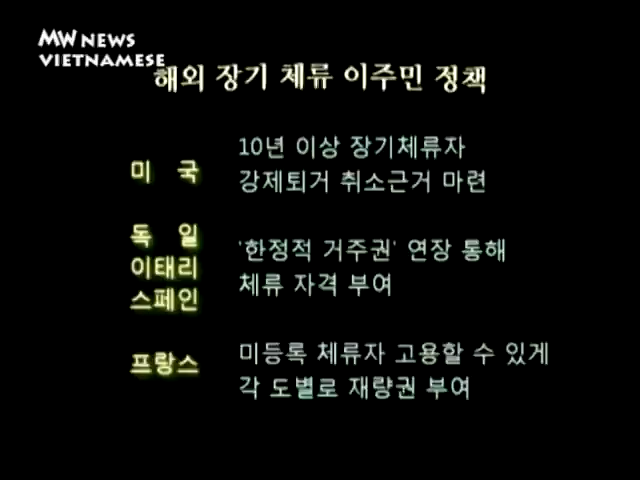 MW NEWS
VIETNAMESE
해외 장기 체류 이주민 정책
미 국
10년 이상 장기체류자
강제퇴거 취소근거 마련
독 일
이태리
스페인
'한정적 거주권' 연장 통해
체류 자격 부여
프랑스
미등록 체류자 고용할 수 있게
각 도별로 재량권 부여